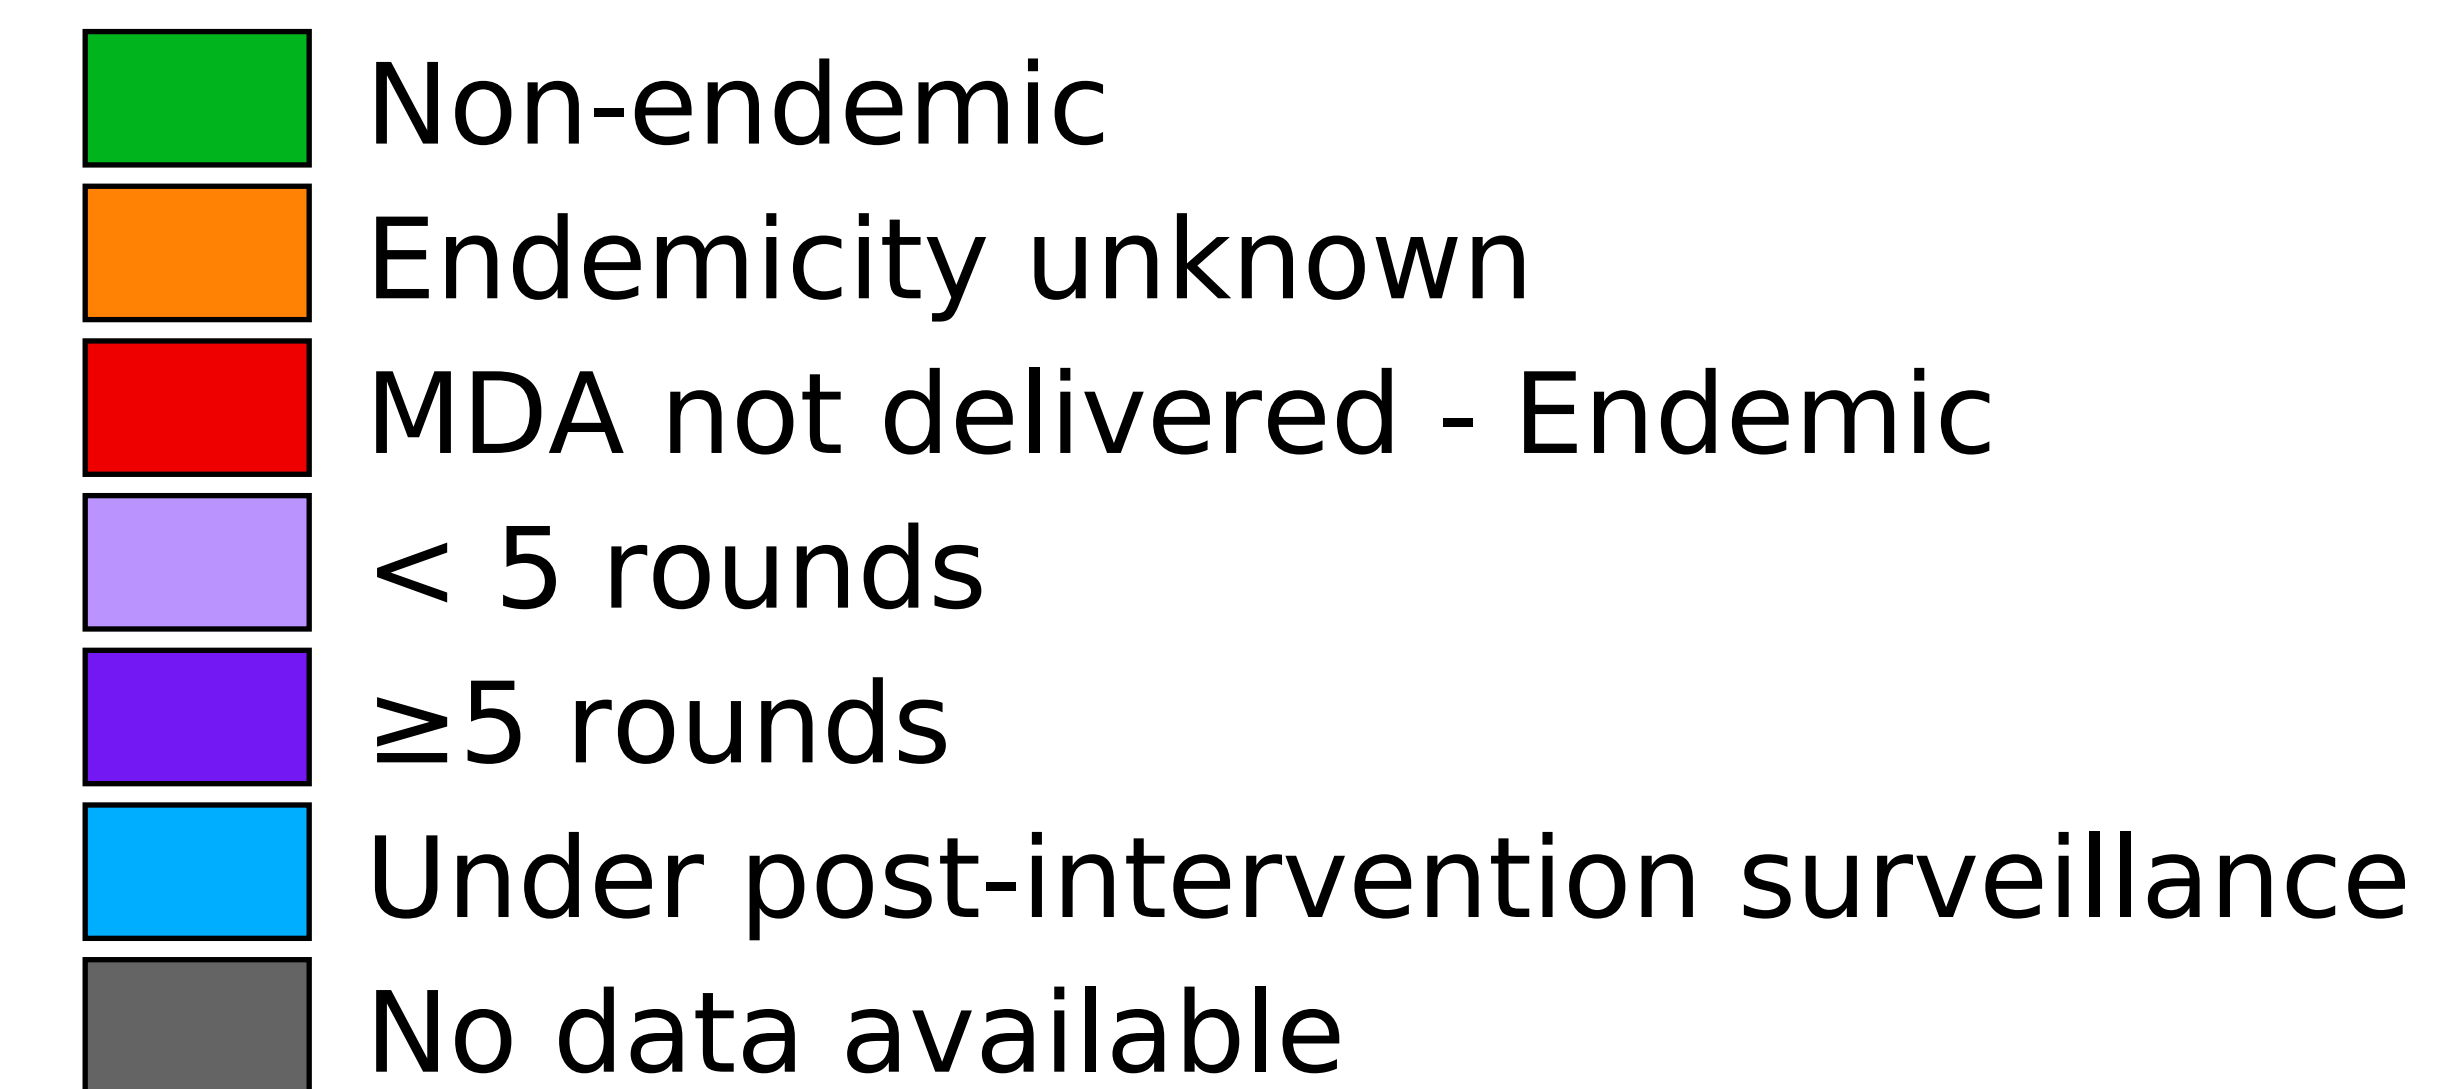 Non-endemic
Endemicity unknown
MDA not delivered - Endemic
< 5 rounds
≥5 rounds
Under post-intervention surveillance
No data available